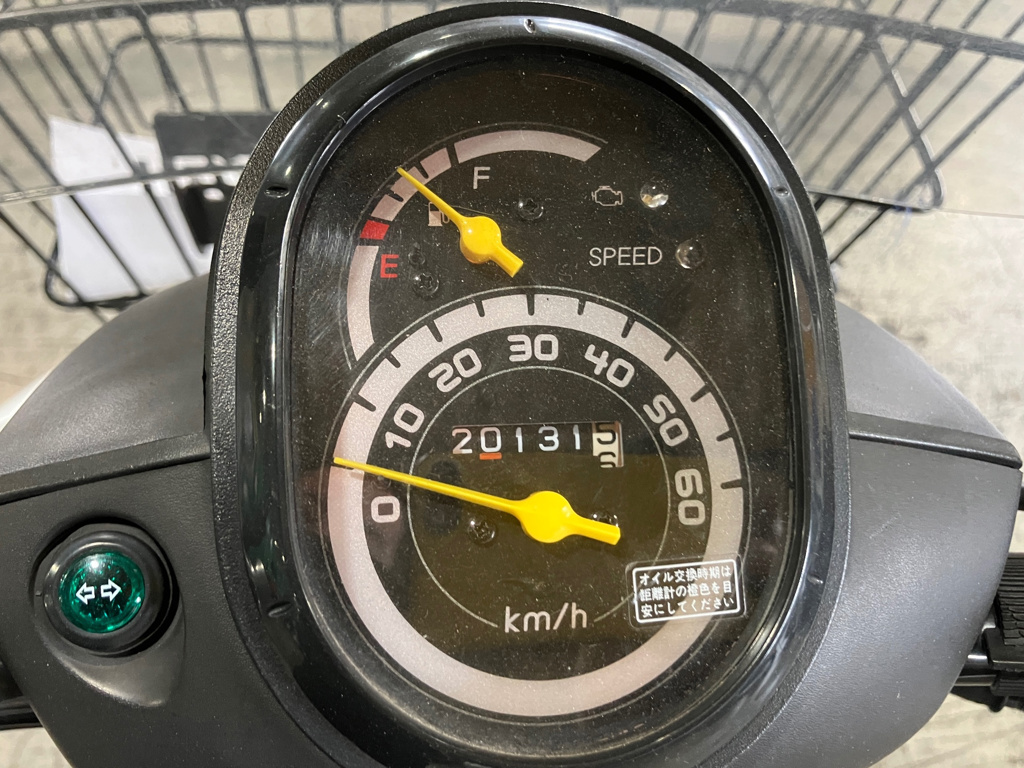 F
E
SPEED
10 20 30 40 50 60
0
20131
km/h
オイル交換時期は
距離計の橙色を目
安にしてください